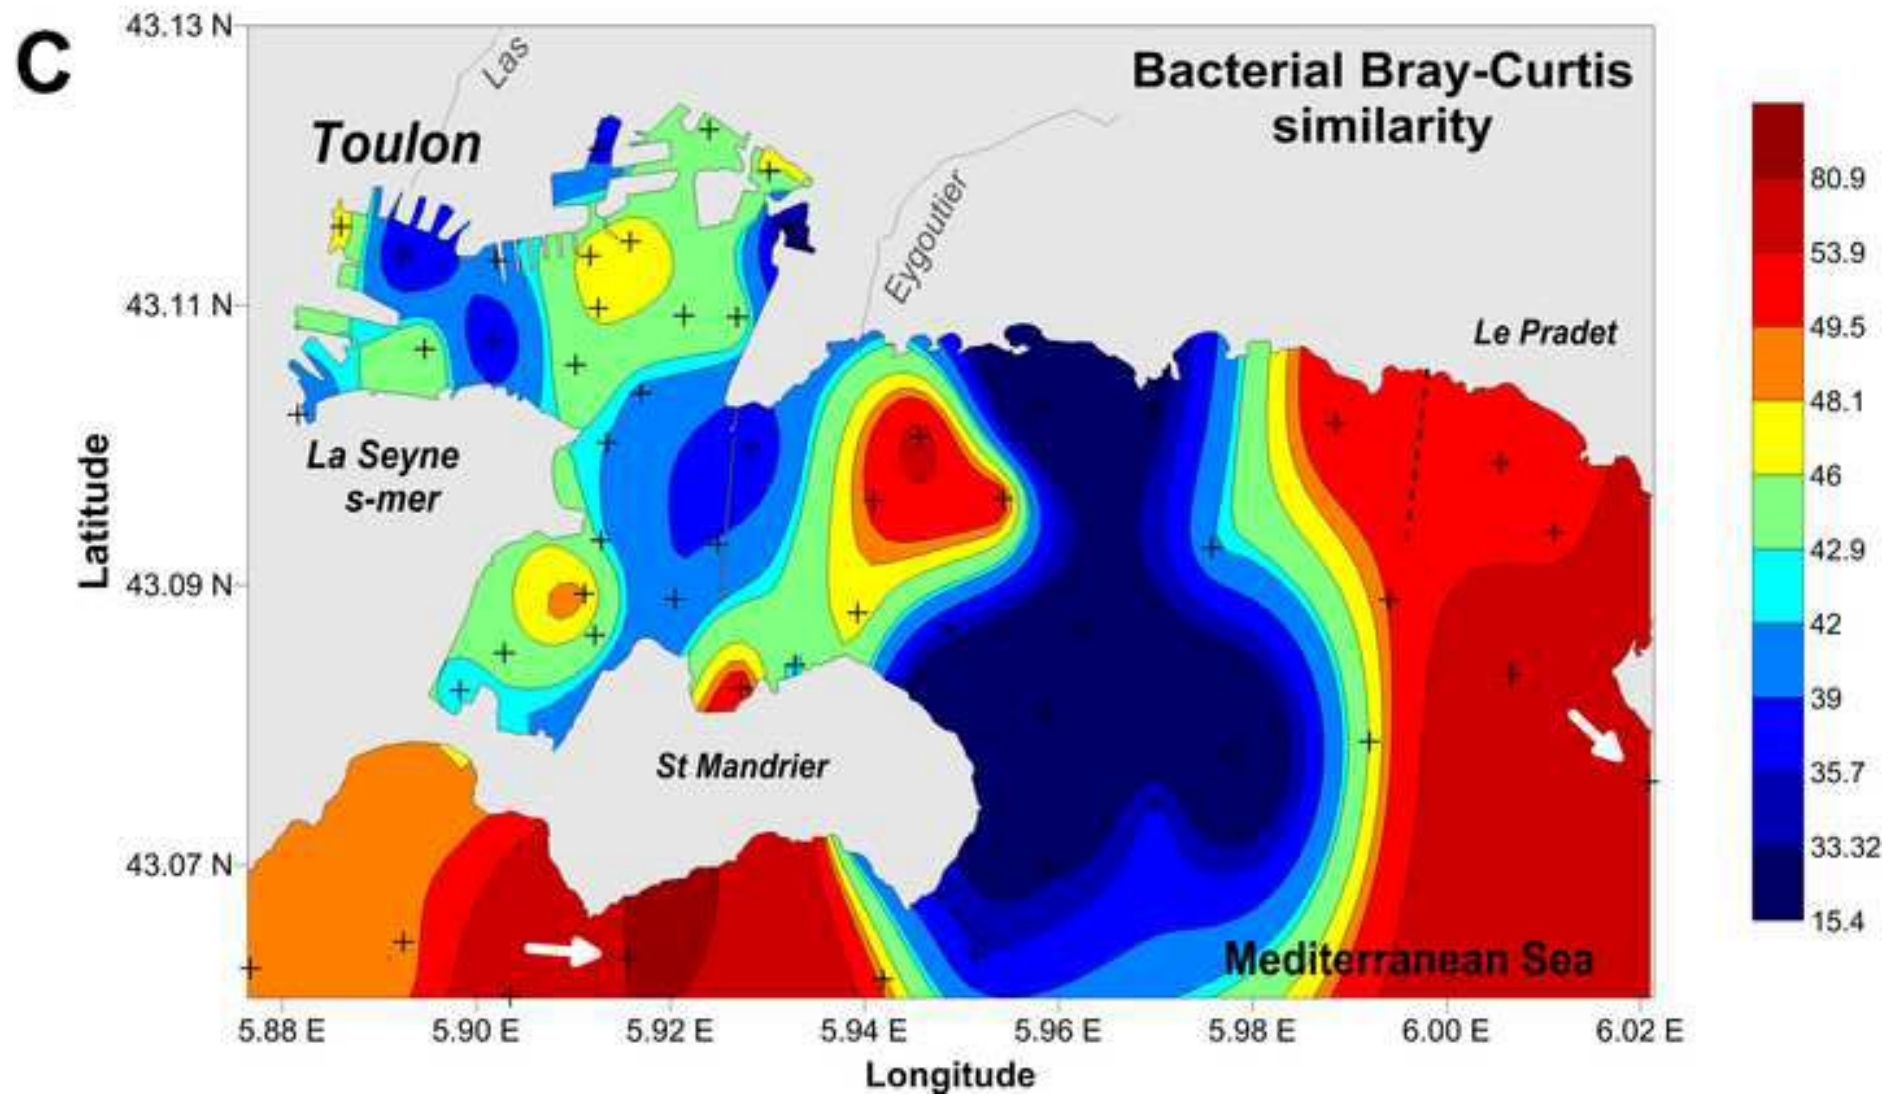 C
43.13 N
Las
Bacterial Bray-Curtis
similarity
Toulon
80.9
Eygoutier
53.9
43.11 N
49.5
Le Pradet
48.1
La Seyne
s-mer
46
Latitude
42.9
43.09 N
42
39
St Mandrier
35.7
43.07 N
33.32
15.4
Mediterranean Sea
5.88 E
5.90 E
5.92 E
5.94 E
5.96 E
5.98 E
6.00 E
6.02 E
Longitude